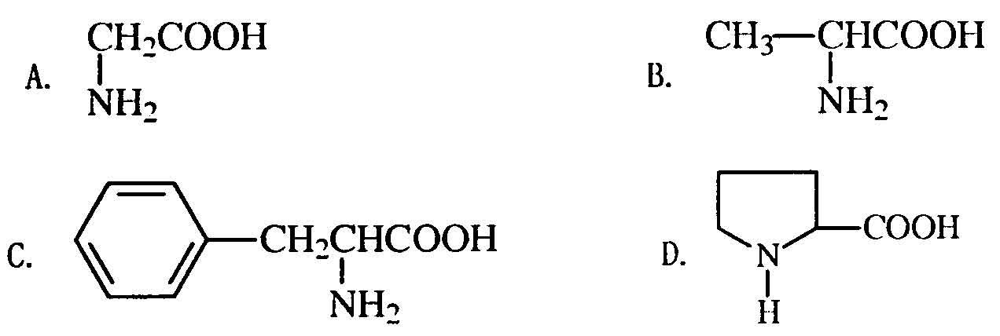 A. CH₂COOH
NH₂
B. CH₃—CHCOOH
NH₂
C. CH₂CHCOOH
NH₂
D. COOH
N
H